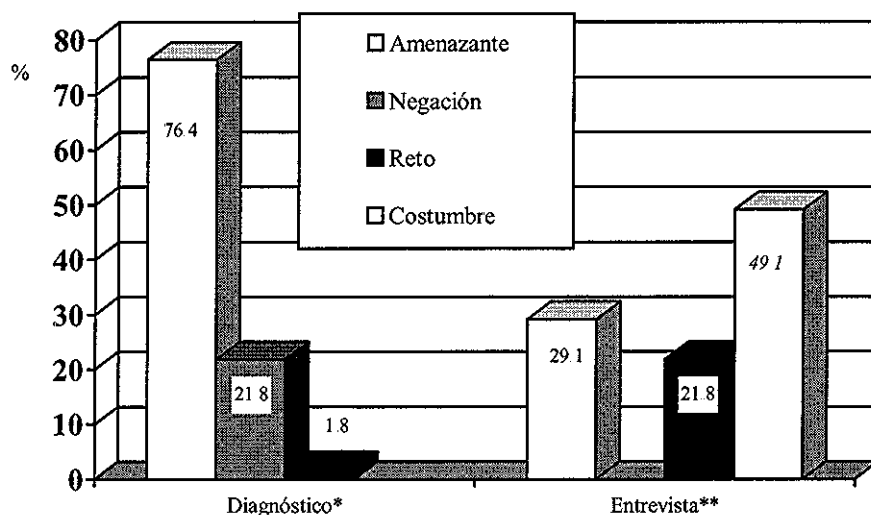 80
%
70
60
50
40
30
20
10
0
Amenazante
Negación
Reto
Costumbre
76.4
21.8
1.8
29.1
21.8
49.1
Diagnóstico*
Entrevista**